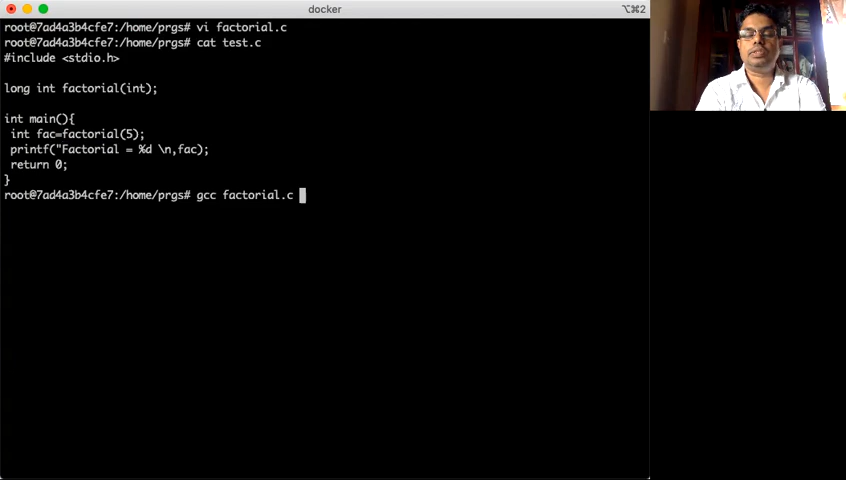 docker
⌥⌘2
root@7ad4a3b4cfe7:/home/prgs# vi factorial.c
root@7ad4a3b4cfe7:/home/prgs# cat test.c
#include <stdio.h>
long int factorial(int);
int main(){
int fac=factorial(5);
printf("Factorial = %d \n,fac);
return 0;
}
root@7ad4a3b4cfe7:/home/prgs# gcc factorial.c